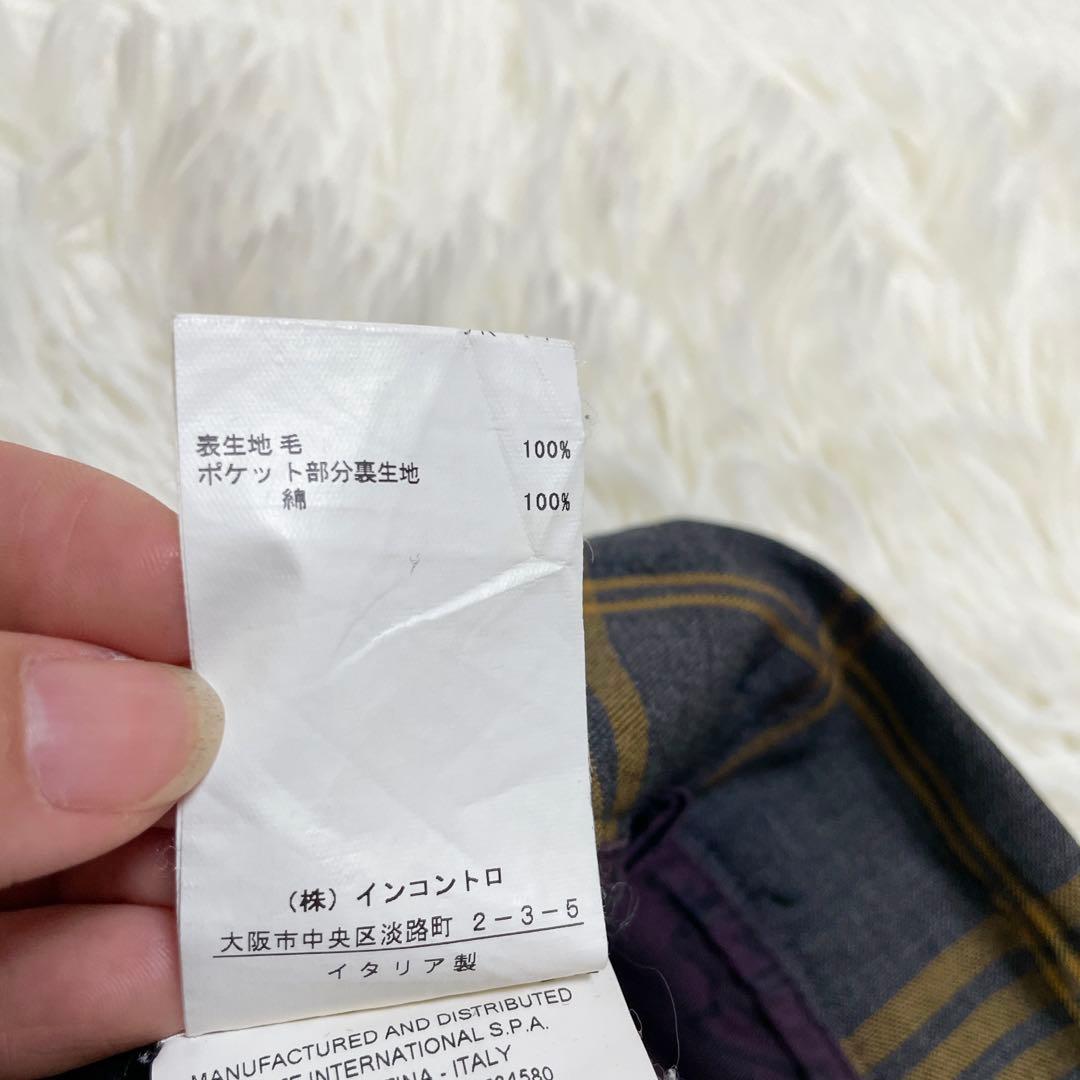 表生地 毛 100%
ポケット部分裏生地
綿 100%
(株) インコントロ
大阪市中央区淡路町 2-3-5
イタリア製
MANUFACTURED AND DISTRIBUTED
INTERNATIONAL S.P.A.
- ITALY